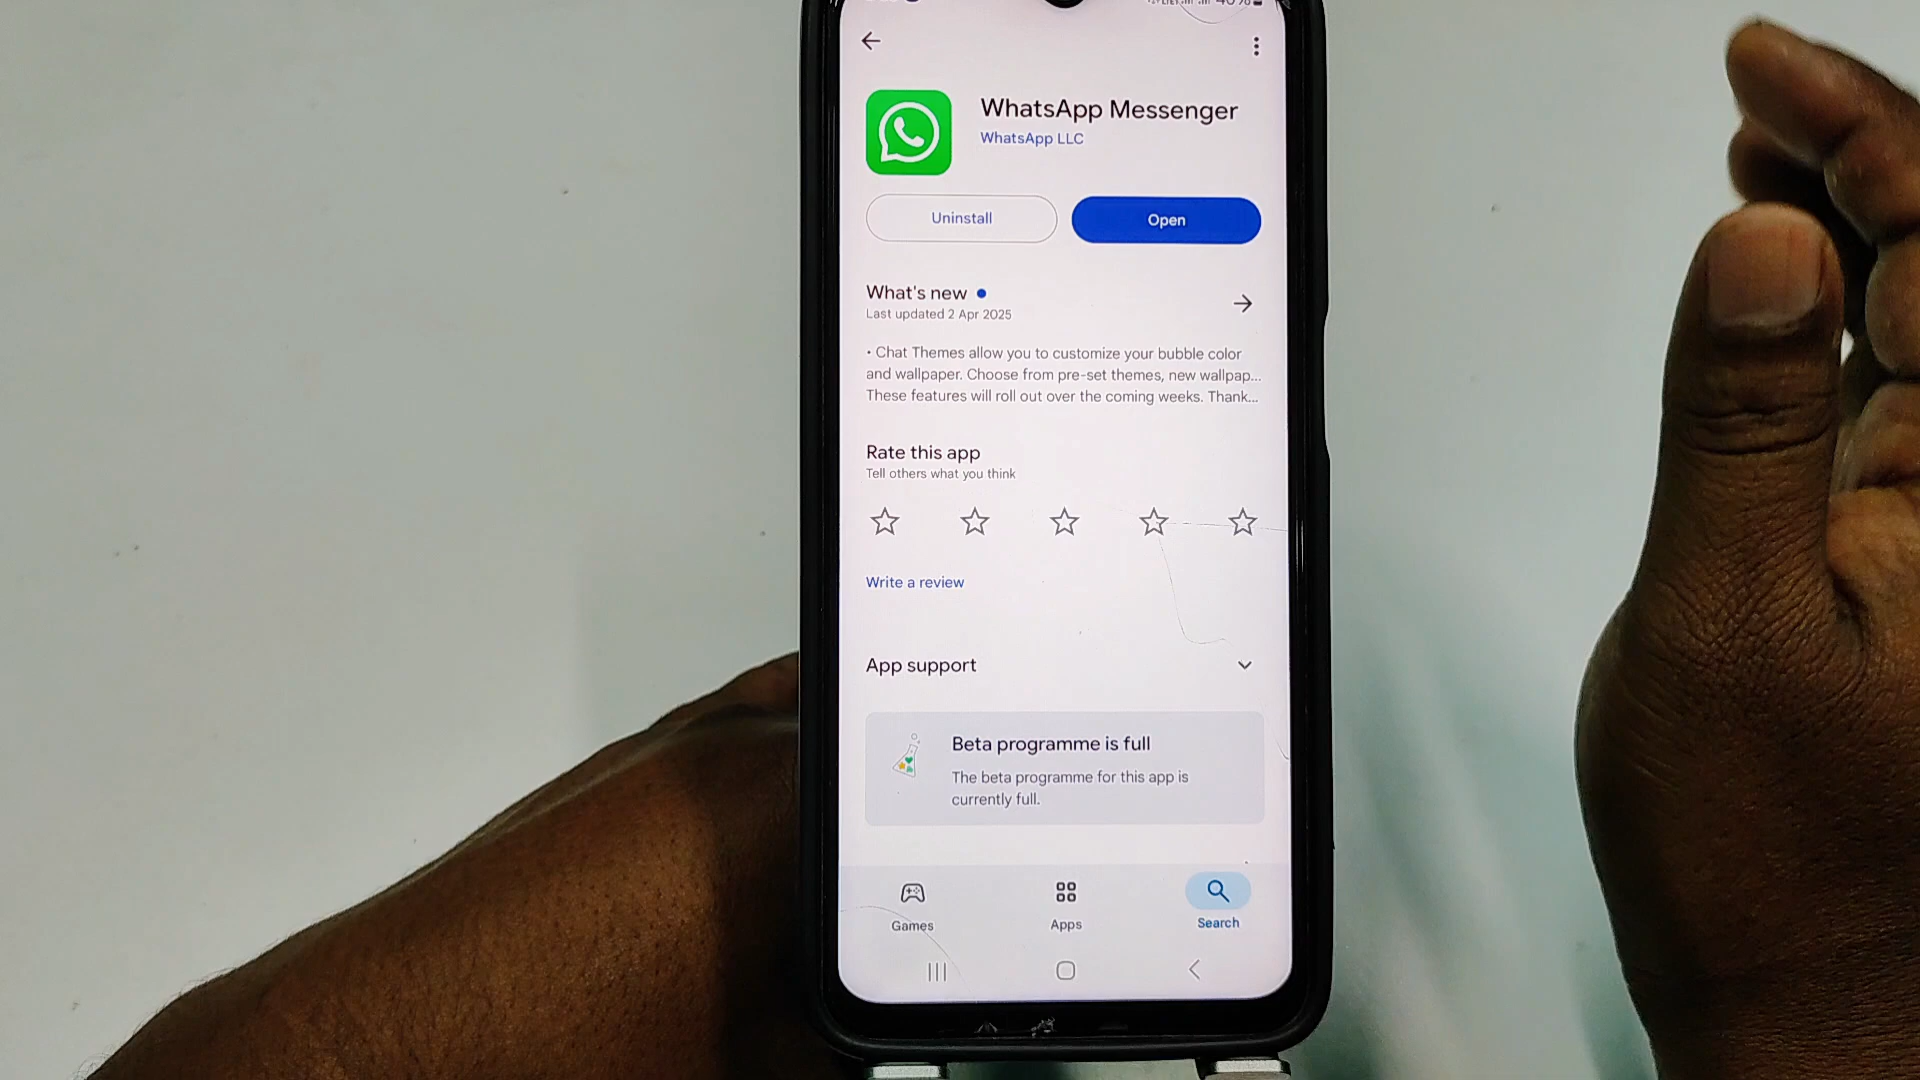 WhatsApp Messenger
WhatsApp LLC
Uninstall
Open
What's new
Last updated 2 Apr 2025
• Chat Themes allow you to customize your bubble color
and wallpaper. Choose from pre-set themes, new wallpap...
These features will roll out over the coming weeks. Thank...
Rate this app
Tell others what you think
Write a review
App support
Beta programme is full
The beta programme for this app is
currently full.
Games
Apps
Search